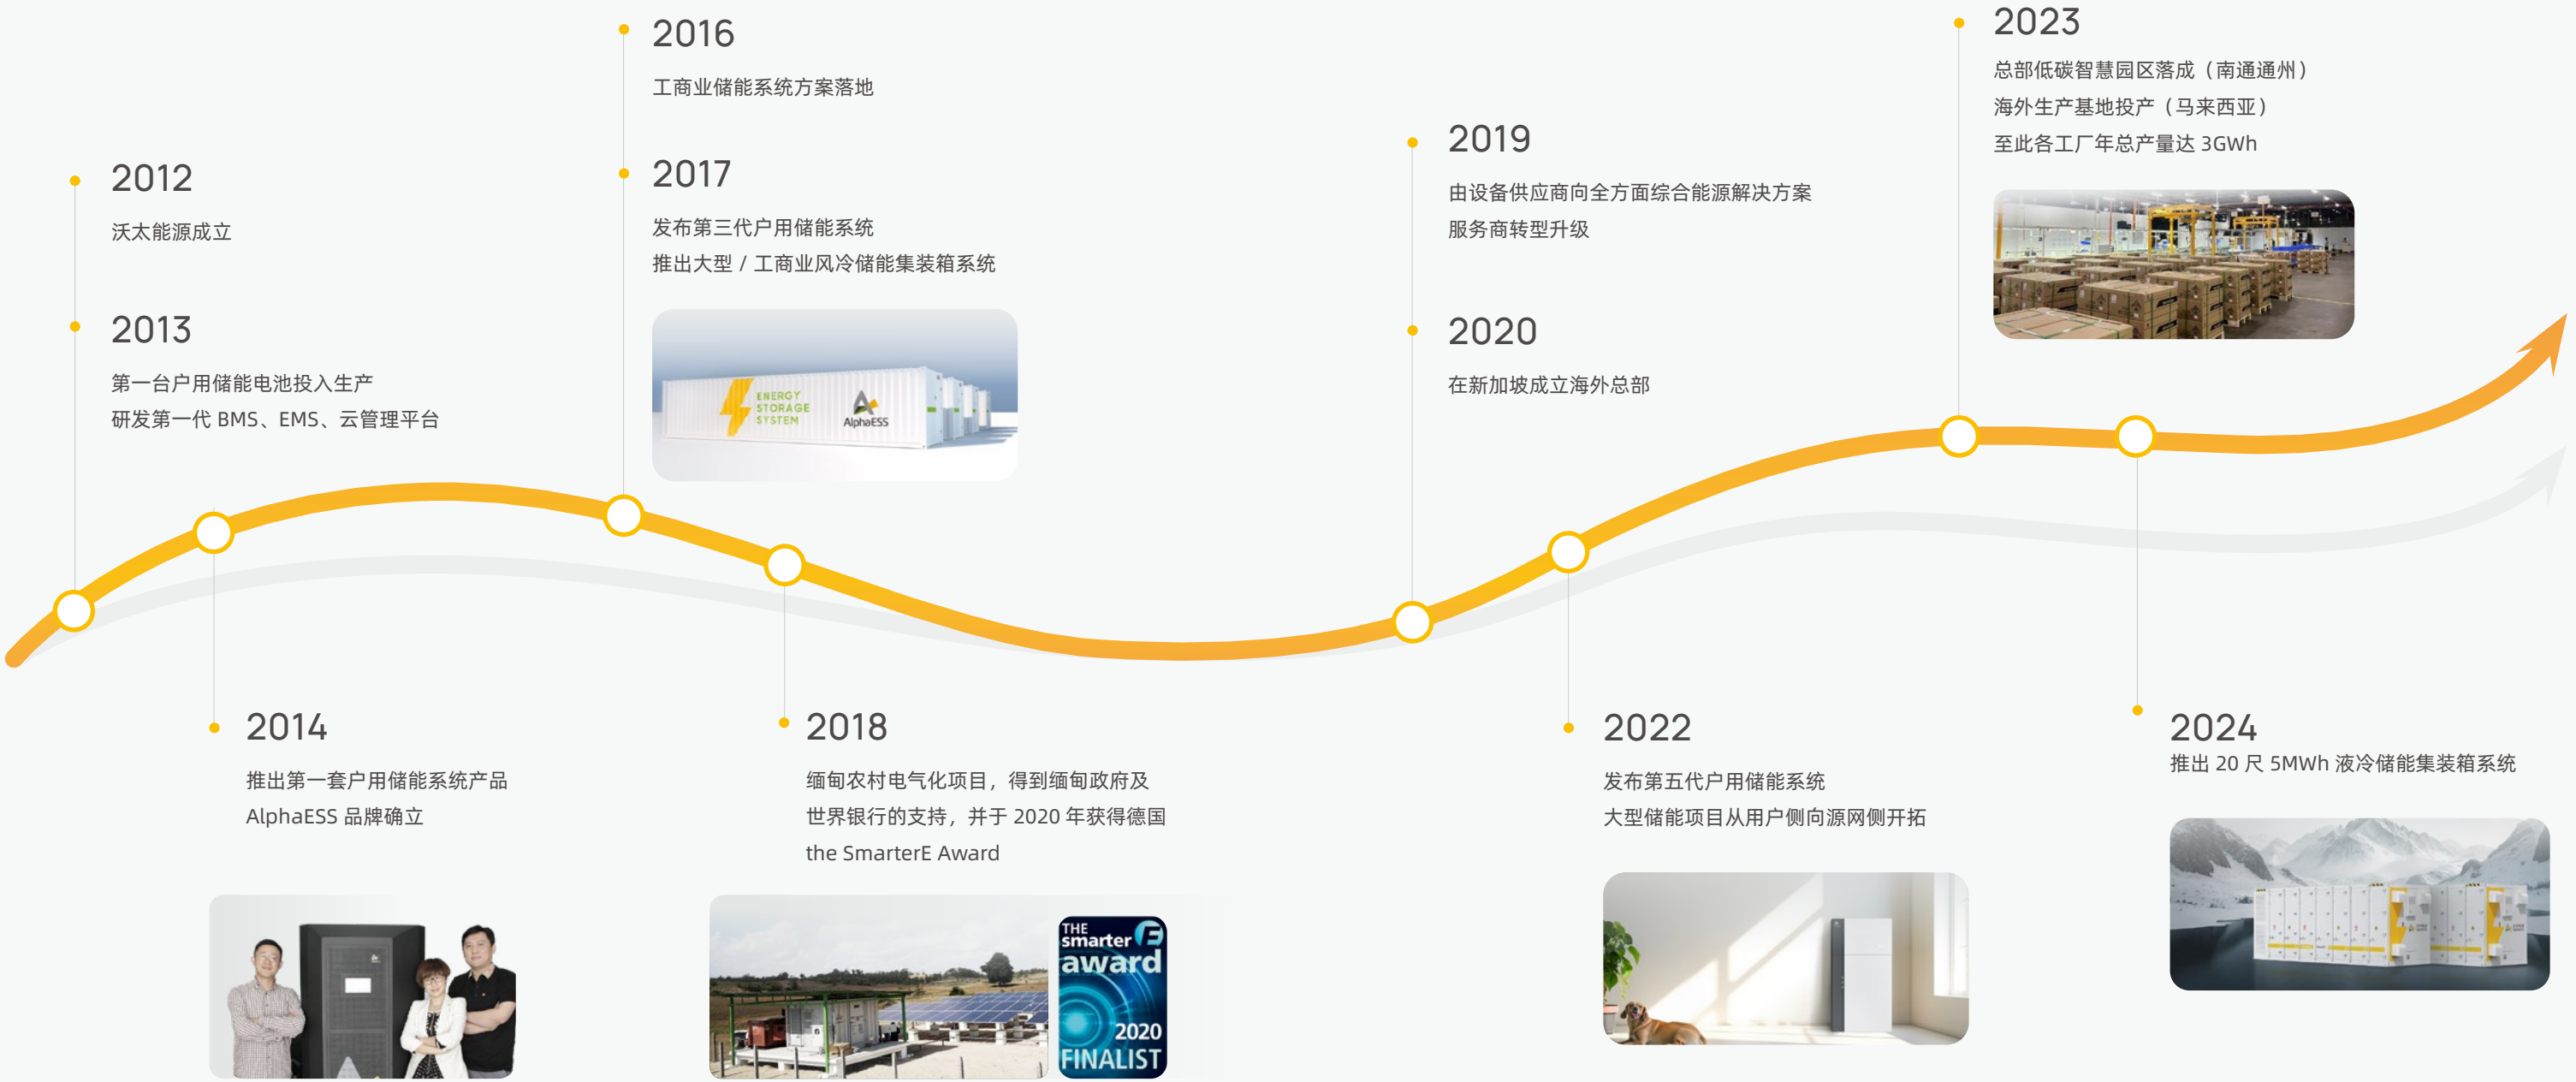 2012
沃太能源成立
2013
第一台户用储能电池投入生产
研发第一代 BMS、EMS、云管理平台
2014
推出第一套户用储能系统产品
AlphaESS 品牌确立
2016
工商业储能系统方案落地
2017
发布第三代户用储能系统
推出大型 / 工商业风冷储能集装箱系统
ENERGY
STORAGE
SYSTEM
AlphaESS
2018
缅甸农村电气化项目，得到缅甸政府及
世界银行的支持，并于 2020 年获得德国
the SmarterE Award
THE
smarter E
award
2020
FINALIST
2019
由设备供应商向全方面综合能源解决方案
服务商转型升级
2020
在新加坡成立海外总部
2022
发布第五代户用储能系统
大型储能项目从用户侧向源网侧开拓
2023
总部低碳智慧园区落成（南通通州）
海外生产基地投产（马来西亚）
至此各工厂年总产量达 3GWh
2024
推出 20 尺 5MWh 液冷储能集装箱系统